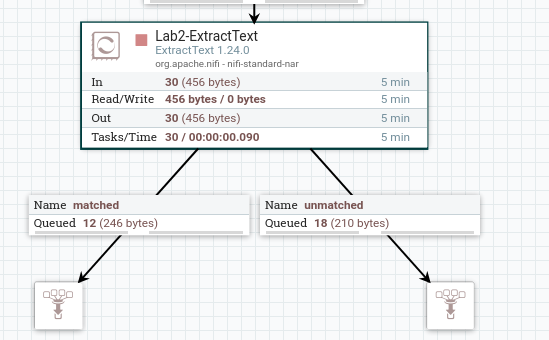 Lab2-ExtractText
ExtractText 1.24.0
org.apache.nifi - nifi-standard-nar
In 30 (456 bytes) 5 min
Read/Write 456 bytes / 0 bytes 5 min
Out 30 (456 bytes) 5 min
Tasks/Time 30 / 00:00:00.090 5 min
Name matched
Queued 12 (246 bytes)
Name unmatched
Queued 18 (210 bytes)